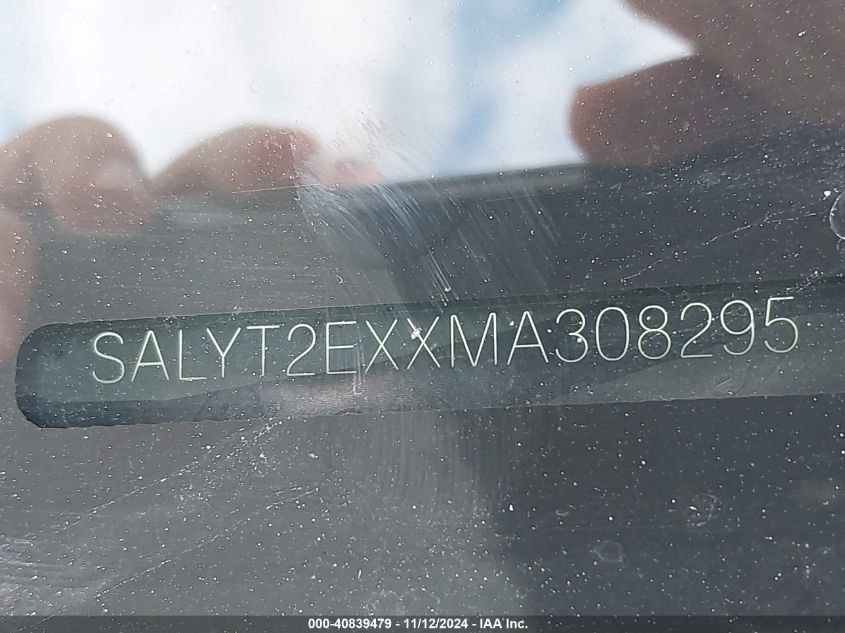 SALYT2EXXMA308295
000-40839479 - 11/12/2024 - IAA Inc.